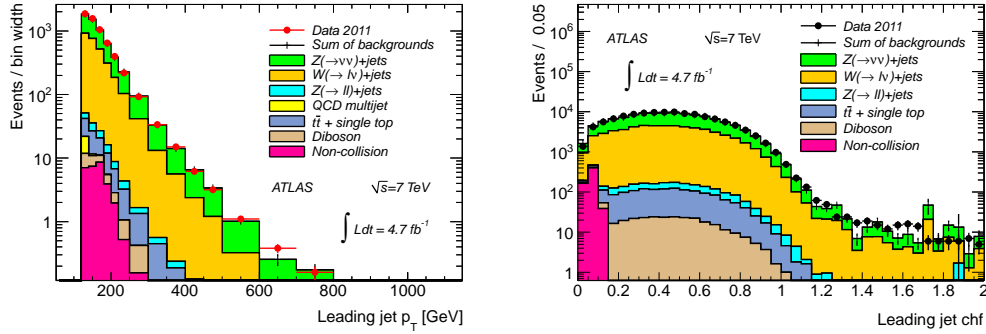 Events / bin width
10³
10²
10
1
Data 2011
Sum of backgrounds
Z(→νν)+jets
W(→ lν)+jets
Z(→ ll)+jets
QCD multijet
tt̄ + single top
Diboson
Non-collision
ATLAS √s=7 TeV
∫ Ldt = 4.7 fb⁻¹
200 400 600 800 1000
Leading jet p_T [GeV]
Events / 0.05
10⁶
10⁵
10⁴
10³
10²
10
1
ATLAS √s=7 TeV
∫ Ldt = 4.7 fb⁻¹
Data 2011
Sum of backgrounds
Z(→νν)+jets
W(→ lν)+jets
Z(→ ll)+jets
tt̄ + single top
Diboson
Non-collision
0 0.2 0.4 0.6 0.8 1 1.2 1.4 1.6 1.8 2
Leading jet chf